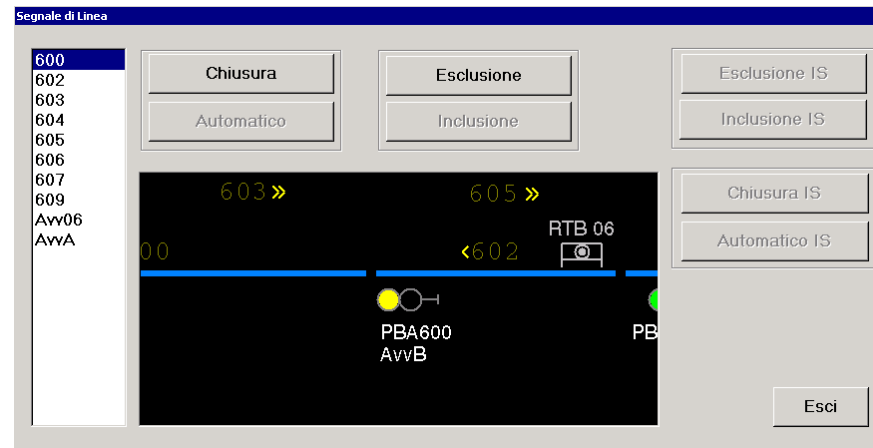 Segnale di Linea
600
602
603
604
605
606
607
609
Avv06
AvvA
Chiusura
Automatico
Esclusione
Inclusione
Esclusione IS
Inclusione IS
Chiusura IS
Automatico IS
603»
605»
00
<602
RTB 06
PBA600
AvvB
PB
Esci